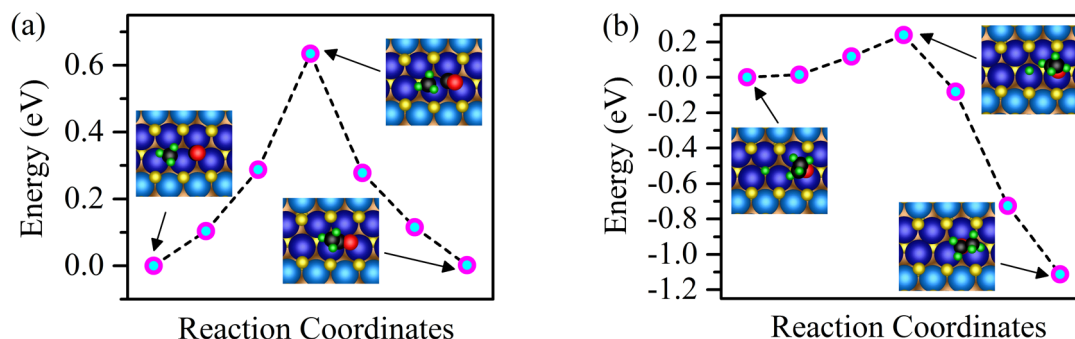 (a)
Energy (eV)
0.6
0.4
0.2
0.0
Reaction Coordinates
(b)
Energy (eV)
0.2
0.0
-0.2
-0.4
-0.6
-0.8
-1.0
-1.2
Reaction Coordinates